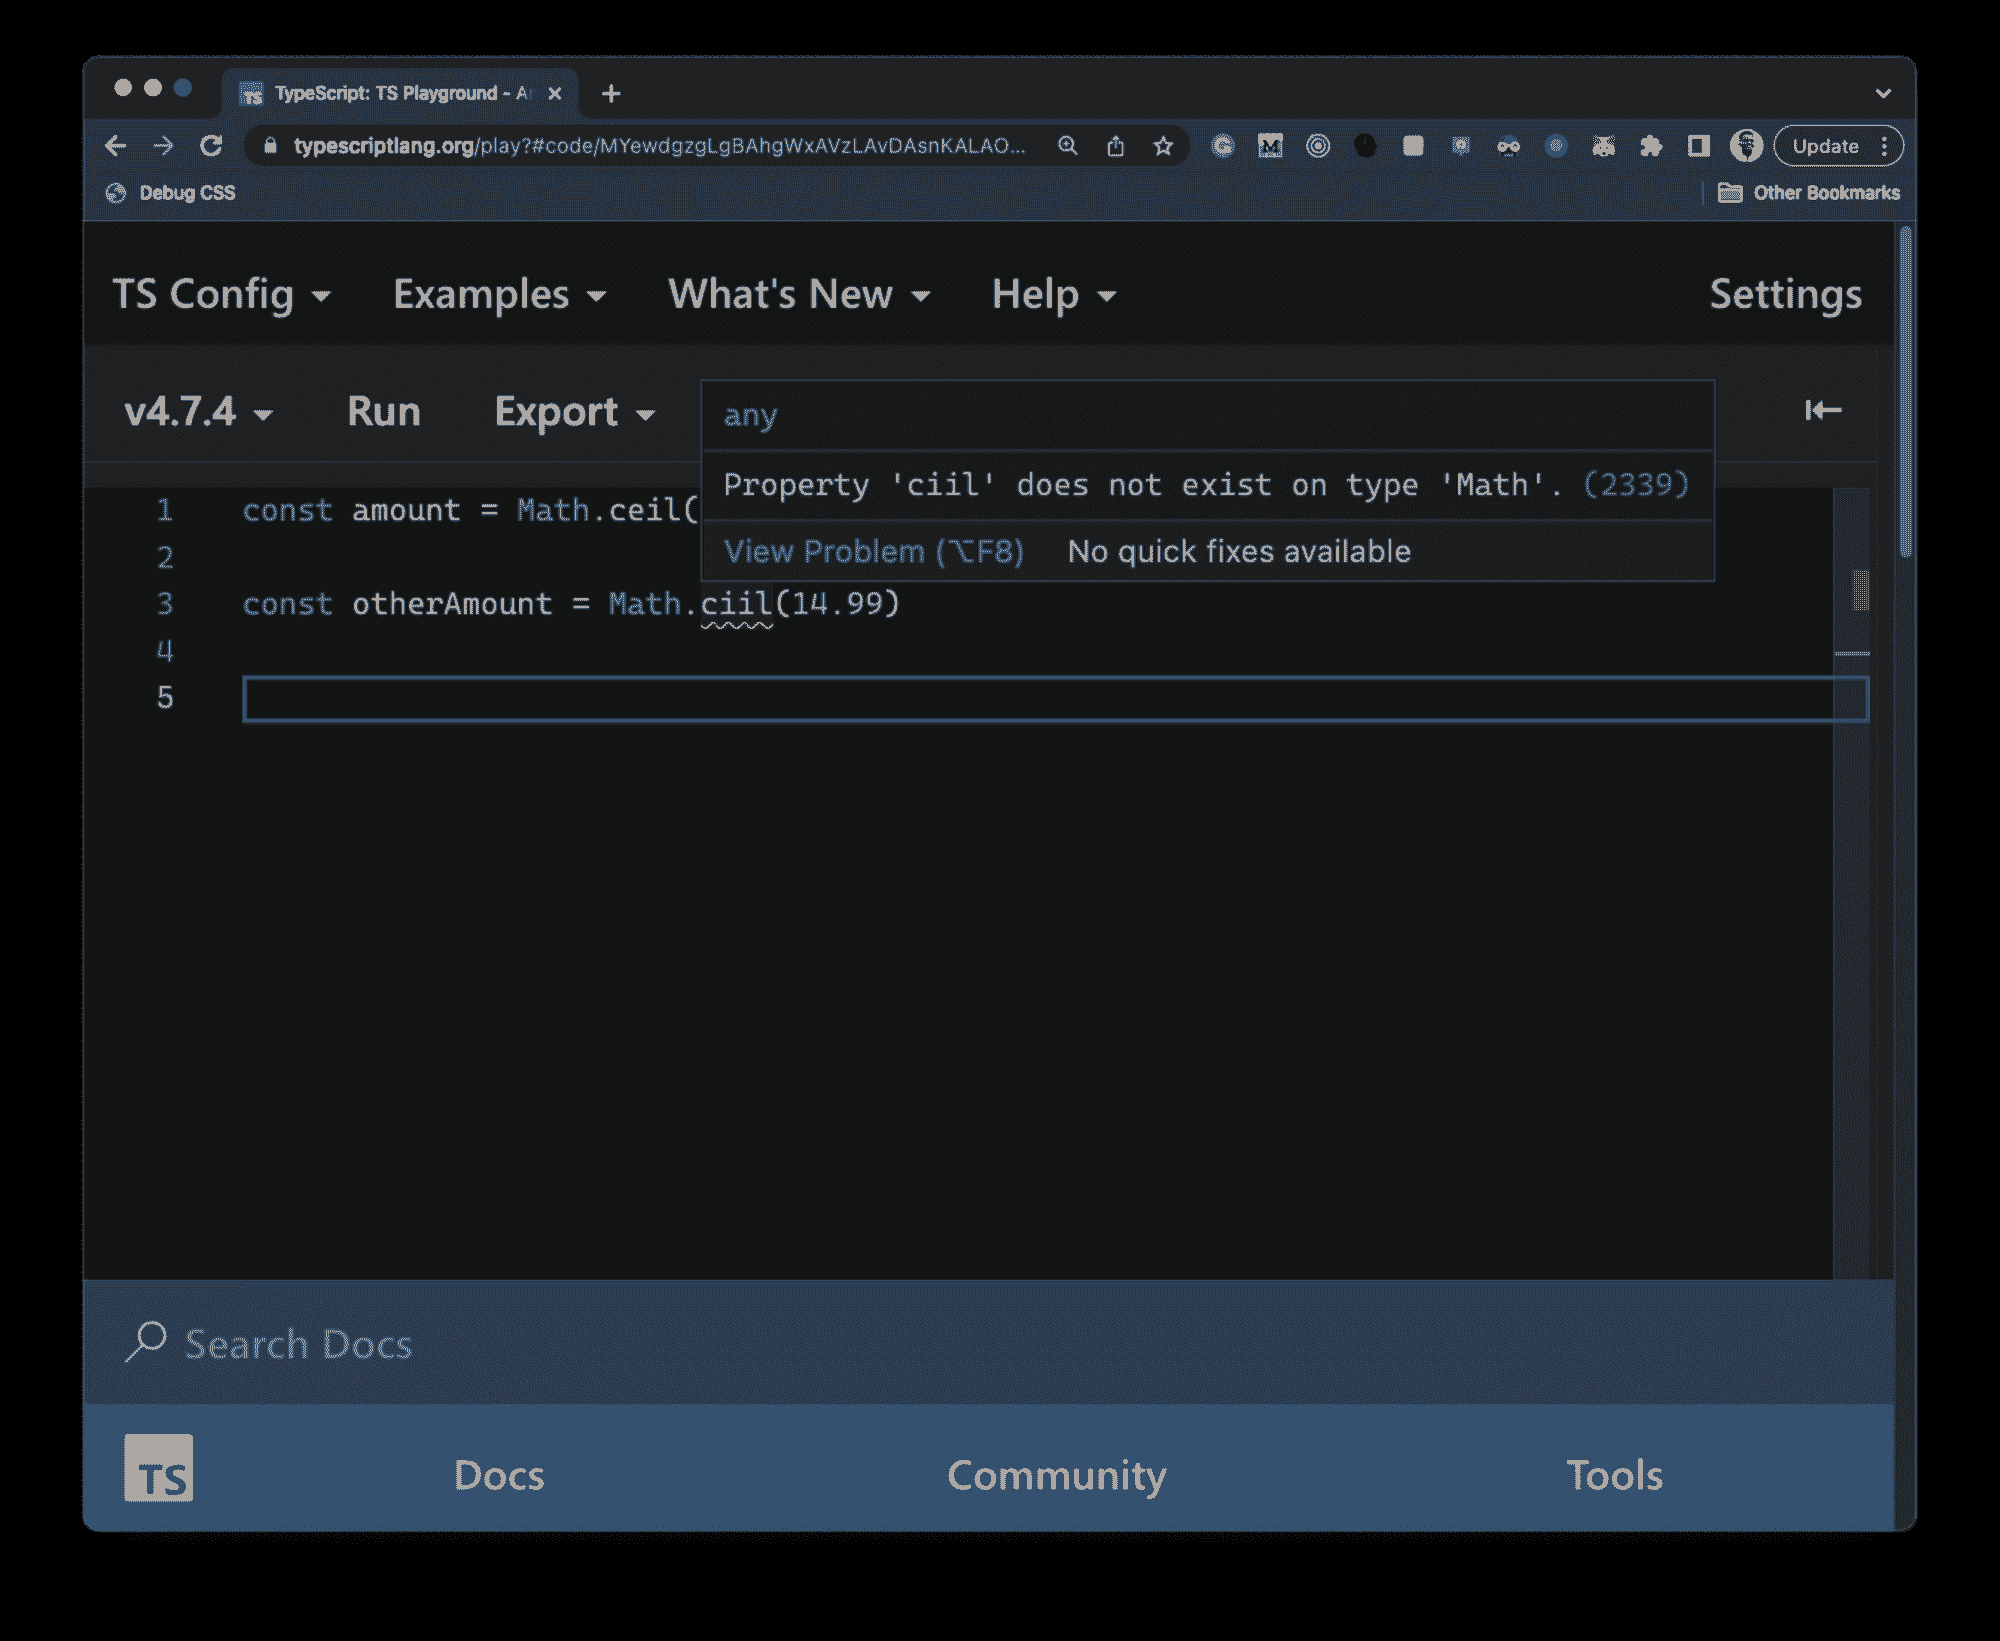 TypeScript: TS Playground - A
typescriptlang.org/play?#code/MYewdgzgLgBAhgWxAVzLAvDAsnKALAO...
Update
Debug CSS
Other Bookmarks
TS Config Examples What's New Help Settings
v4.7.4 Run Export
any
Property 'ciil' does not exist on type 'Math'. (2339)
View Problem (⌥F8) No quick fixes available
1 const amount = Math.ceil(
2
3 const otherAmount = Math.ciil(14.99)
4
5
Search Docs
TS Docs Community Tools